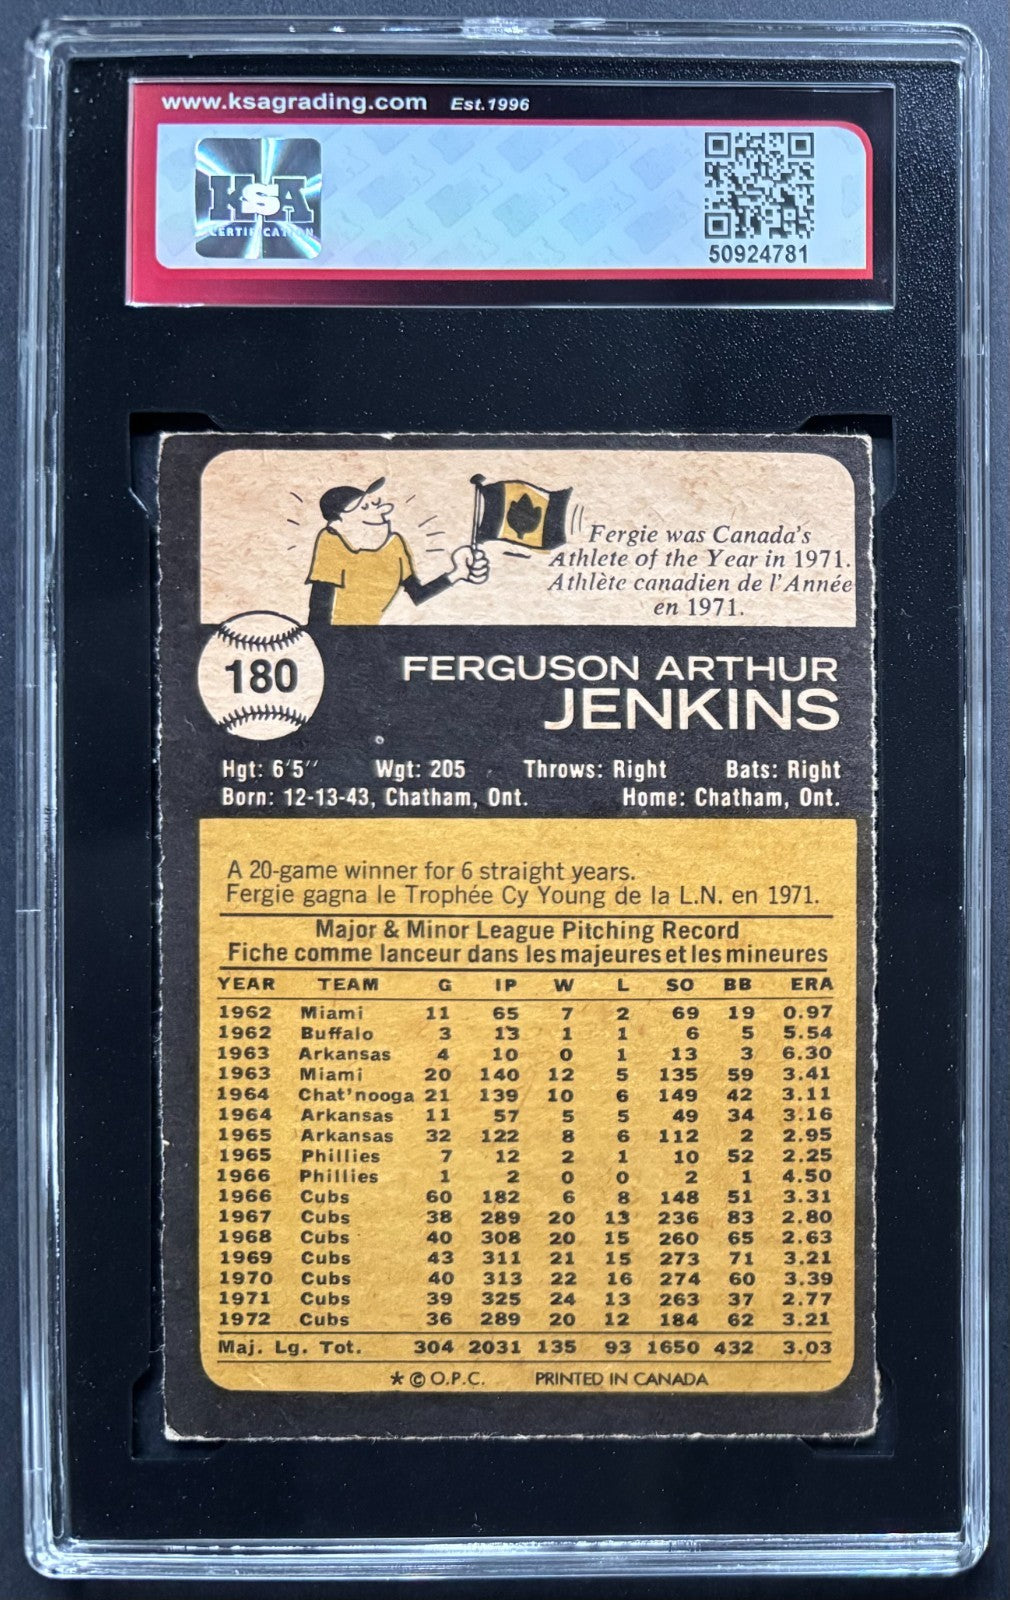 www.ksagrading.com Est.1996
KSA
CERTIFICATION
50924781
Fergie was Canada's
Athlete of the Year in 1971.
Athlète canadien de l'Année
en 1971.
180
FERGUSON ARTHUR
JENKINS
Hgt: 6'5'' Wgt: 205 Throws: Right Bats: Right
Born: 12-13-43, Chatham, Ont. Home: Chatham, Ont.
A 20-game winner for 6 straight years.
Fergie gagna le Trophée Cy Young de la L.N. en 1971.
Major & Minor League Pitching Record
Fiche comme lanceur dans les majeures et les mineures
YEAR TEAM G IP W L SO BB ERA
1962 Miami 11 65 7 2 69 19 0.97
1962 Buffalo 3 13 1 1 6 5 5.54
1963 Arkansas 4 10 0 1 13 3 6.30
1963 Miami 20 140 12 5 135 59 3.41
1964 Chat'nooga 21 139 10 6 149 42 3.11
1964 Arkansas 11 57 5 5 49 34 3.16
1965 Arkansas 32 122 8 6 112 2 2.95
1965 Phillies 7 12 2 1 10 52 2.25
1966 Phillies 1 2 0 0 2 1 4.50
1966 Cubs 60 182 6 8 148 51 3.31
1967 Cubs 38 289 20 13 236 83 2.80
1968 Cubs 40 308 20 15 260 65 2.63
1969 Cubs 43 311 21 15 273 71 3.21
1970 Cubs 40 313 22 16 274 60 3.39
1971 Cubs 39 325 24 13 263 37 2.77
1972 Cubs 36 289 20 12 184 62 3.21
Maj. Lg. Tot. 304 2031 135 93 1650 432 3.03
* © O.P.C. PRINTED IN CANADA